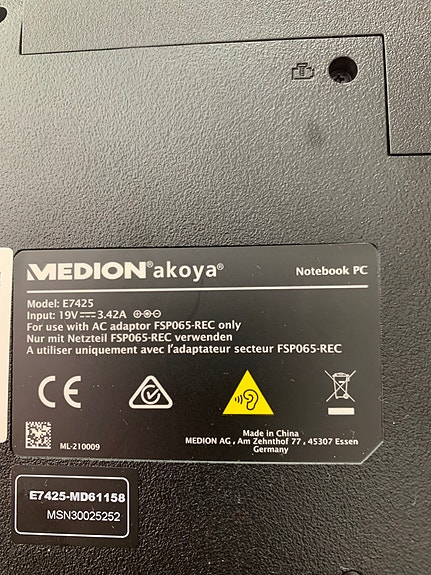 MEDION® akoya®
Notebook PC
Model: E7425
Input: 19V⎓3.42A
For use with AC adaptor FSP065-REC only
Nur mit Netzteil FSP065-REC verwenden
A utiliser uniquement avec l'adaptateur secteur FSP065-REC
CE
ML-210009
Made in China
MEDION AG , Am Zehnthof 77 , 45307 Essen
Germany
E7425-MD61158
MSN30025252